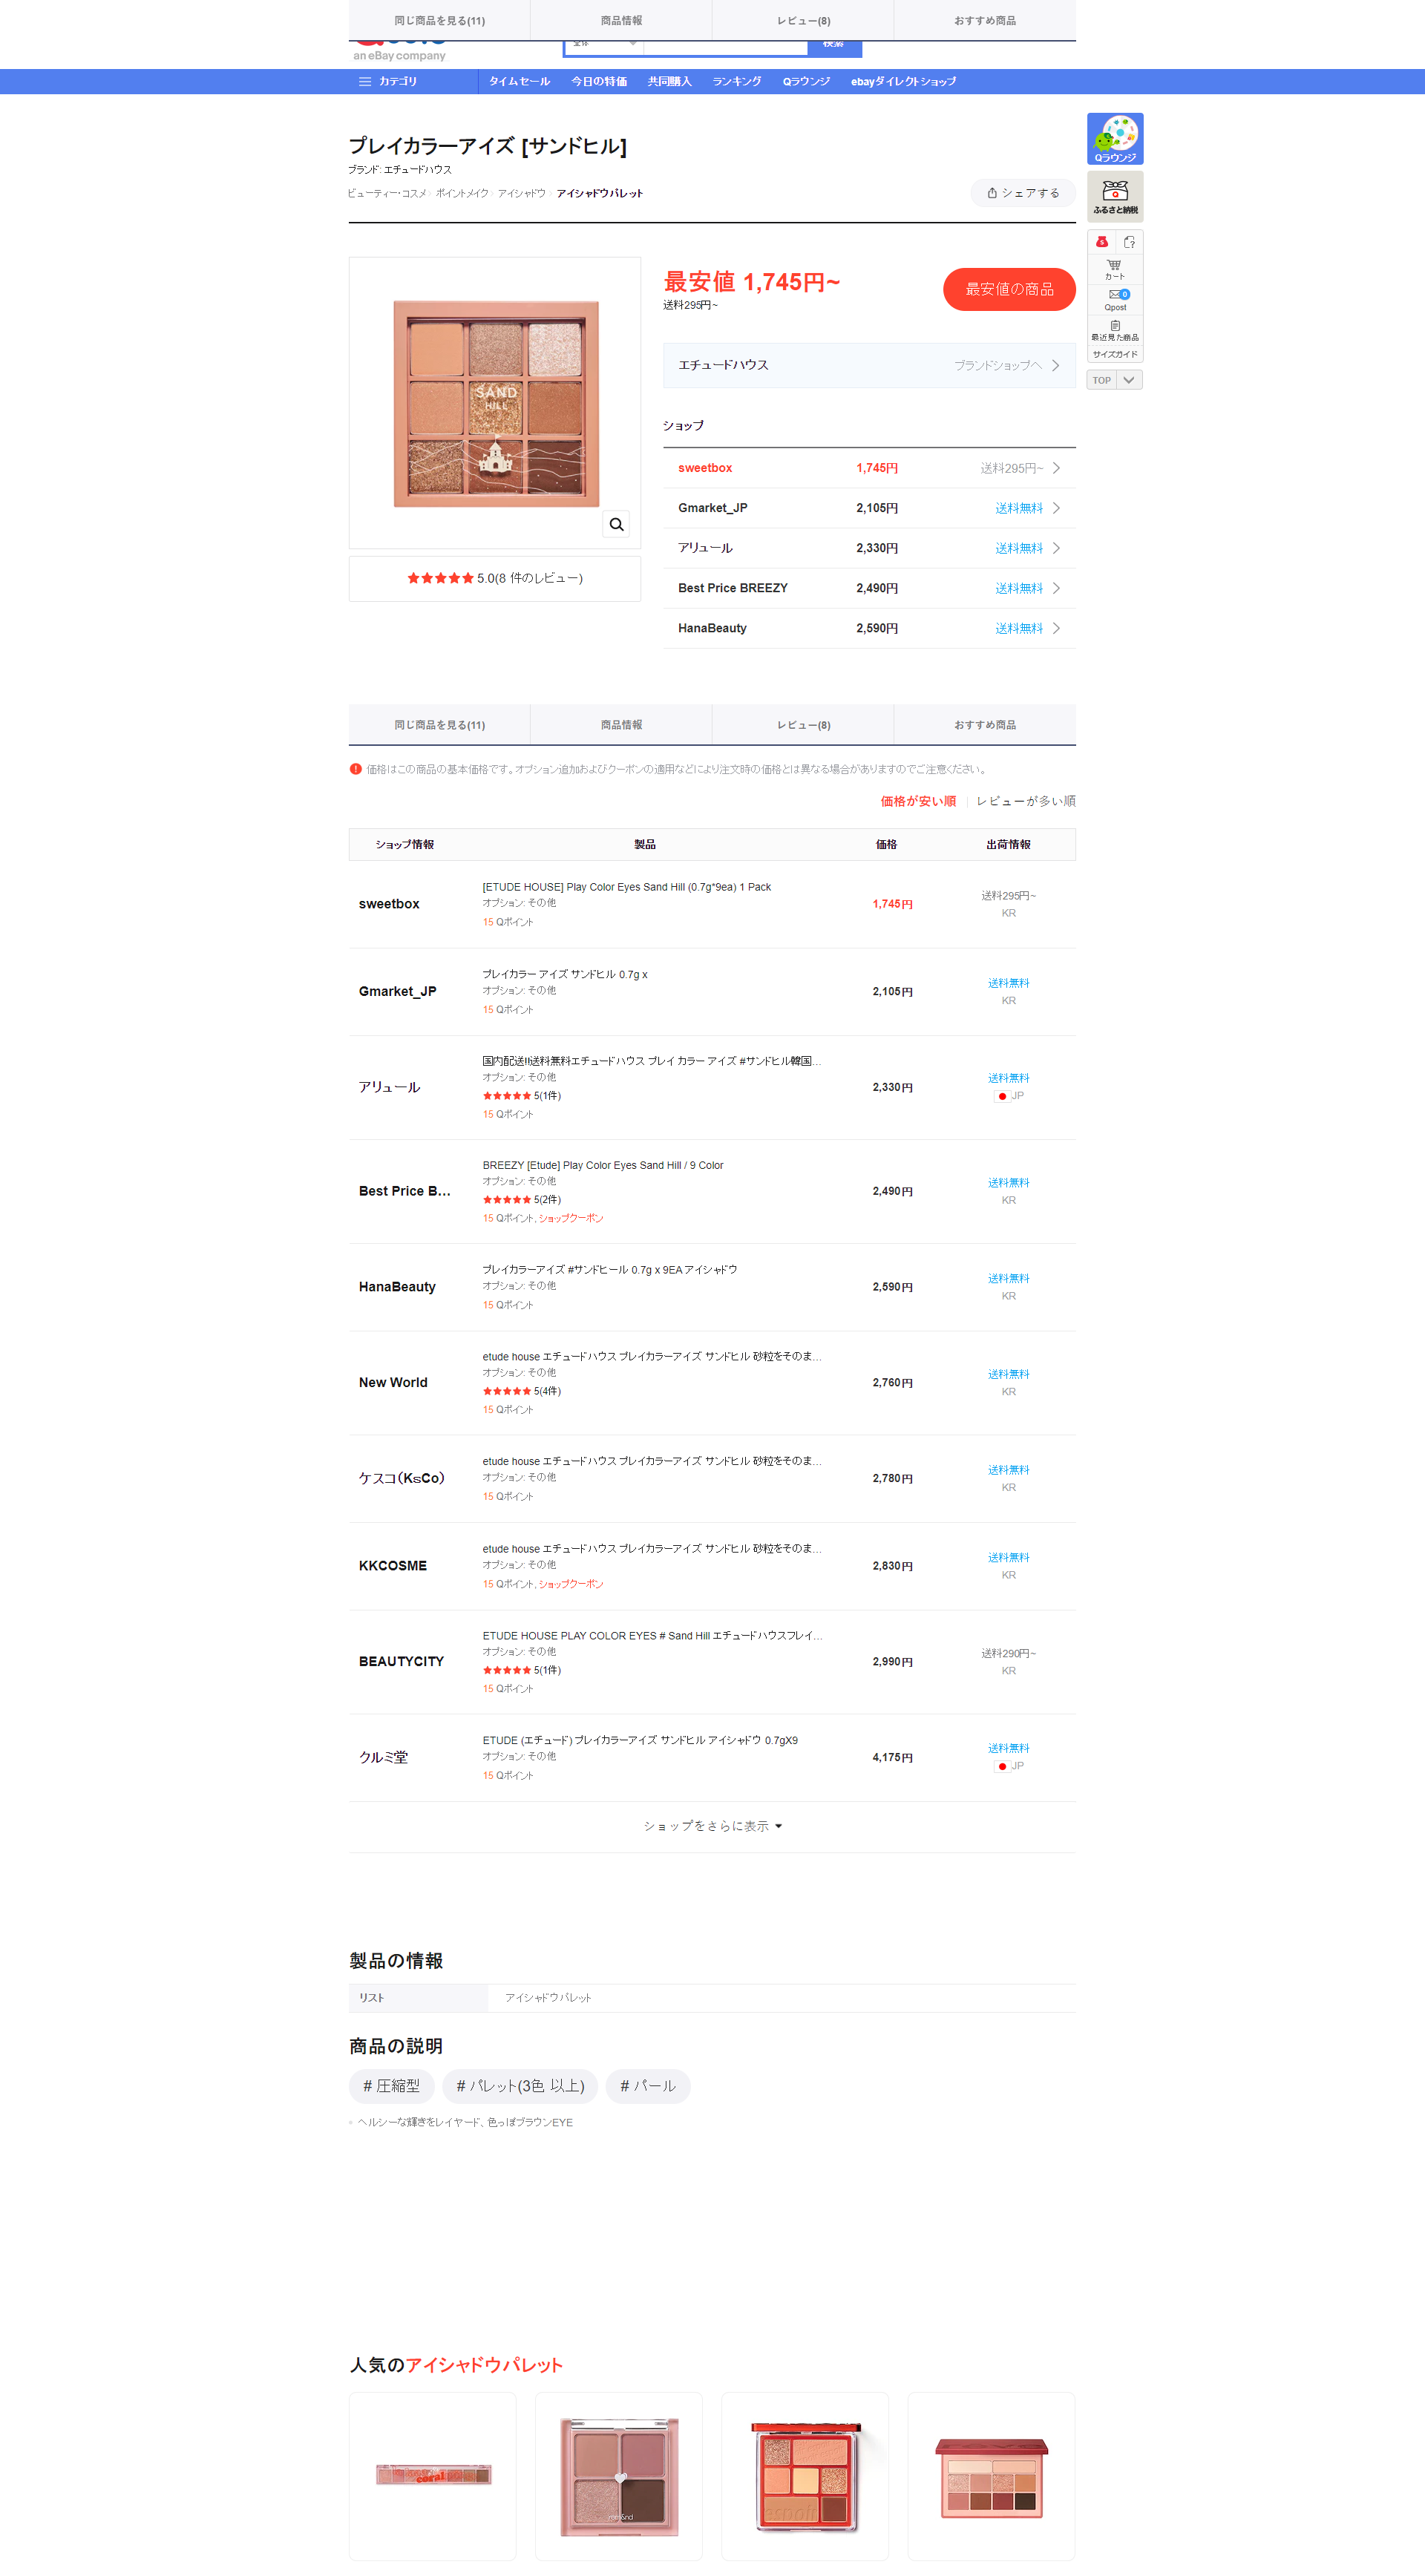 同じ商品を見る(11)
商品情報
レビュー(8)
おすすめ商品
全体
検索
an eBay company
カテゴリ
タイムセール
今日の特価
共同購入
ランキング
Qラウンジ
ebayダイレクトショップ
プレイカラーアイズ [サンドヒル]
ブランド: エチュードハウス
ビューティー・コスメ
ポイントメイク
アイシャドウ
アイシャドウパレット
シェアする
Qラウンジ
ふるさと納税
カート
0
Qpost
最近見た商品
サイズガイド
TOP
SAND
HILL
最安値 1,745円~
送料295円~
最安値の商品
エチュードハウス
ブランドショップへ
ショップ
sweetbox 1,745円 送料295円~
Gmarket_JP 2,105円 送料無料
アリュール 2,330円 送料無料
Best Price BREEZY 2,490円 送料無料
HanaBeauty 2,590円 送料無料
5.0(8 件のレビュー)
同じ商品を見る(11)
商品情報
レビュー(8)
おすすめ商品
価格はこの商品の基本価格です。オプション追加およびクーポンの適用などにより注文時の価格とは異なる場合がありますのでご注意ください。
価格が安い順
レビューが多い順
ショップ情報 製品 価格 出荷情報
sweetbox
[ETUDE HOUSE] Play Color Eyes Sand Hill (0.7g*9ea) 1 Pack
オプション: その他
15 Qポイント
1,745円
送料295円~
KR
Gmarket_JP
プレイカラー アイズ サンドヒル 0.7g x
オプション: その他
15 Qポイント
2,105円
送料無料
KR
アリュール
国内配送!!送料無料エチュードハウス プレイ カラー アイズ #サンドヒル韓国...
オプション: その他
5(1件)
15 Qポイント
2,330円
送料無料
JP
Best Price B...
BREEZY [Etude] Play Color Eyes Sand Hill / 9 Color
オプション: その他
5(2件)
15 Qポイント, ショップクーポン
2,490円
送料無料
KR
HanaBeauty
プレイカラーアイズ #サンドヒール 0.7g x 9EA アイシャドウ
オプション: その他
15 Qポイント
2,590円
送料無料
KR
New World
etude house エチュードハウス プレイカラーアイズ サンドヒル 砂粒をそのま...
オプション: その他
5(4件)
15 Qポイント
2,760円
送料無料
KR
ケスコ(KsCo)
etude house エチュードハウス プレイカラーアイズ サンドヒル 砂粒をそのま...
オプション: その他
15 Qポイント
2,780円
送料無料
KR
KKCOSME
etude house エチュードハウス プレイカラーアイズ サンドヒル 砂粒をそのま...
オプション: その他
15 Qポイント, ショップクーポン
2,830円
送料無料
KR
BEAUTYCITY
ETUDE HOUSE PLAY COLOR EYES # Sand Hill エチュードハウスプレイ...
オプション: その他
5(1件)
15 Qポイント
2,990円
送料290円~
KR
クルミ堂
ETUDE (エチュード) プレイカラーアイズ サンドヒル アイシャドウ 0.7gX9
オプション: その他
15 Qポイント
4,175円
送料無料
JP
ショップをさらに表示
製品の情報
リスト アイシャドウパレット
商品の説明
# 圧縮型
# パレット(3色 以上)
# パール
ヘルシーな輝きをレイヤード、色っぽブラウンEYE
人気のアイシャドウパレット
coral
espoir